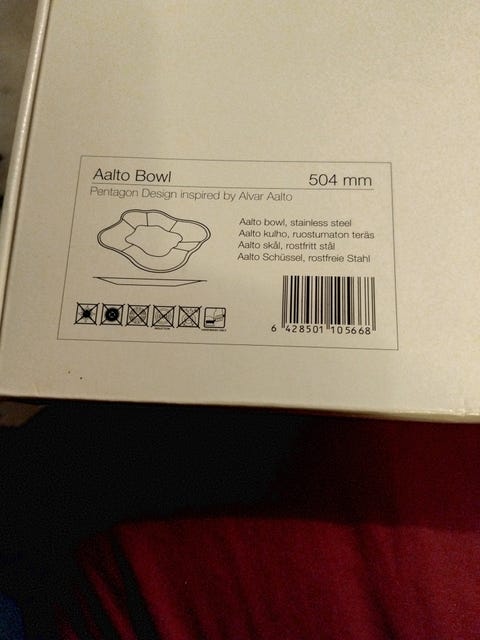 Aalto Bowl
504 mm
Pentagon Design inspired by Alvar Aalto
Aalto bowl, stainless steel
Aalto kulho, ruostumaton teräs
Aalto skål, rostfritt stål
Aalto Schüssel, rostfreie Stahl
6 428501 105668